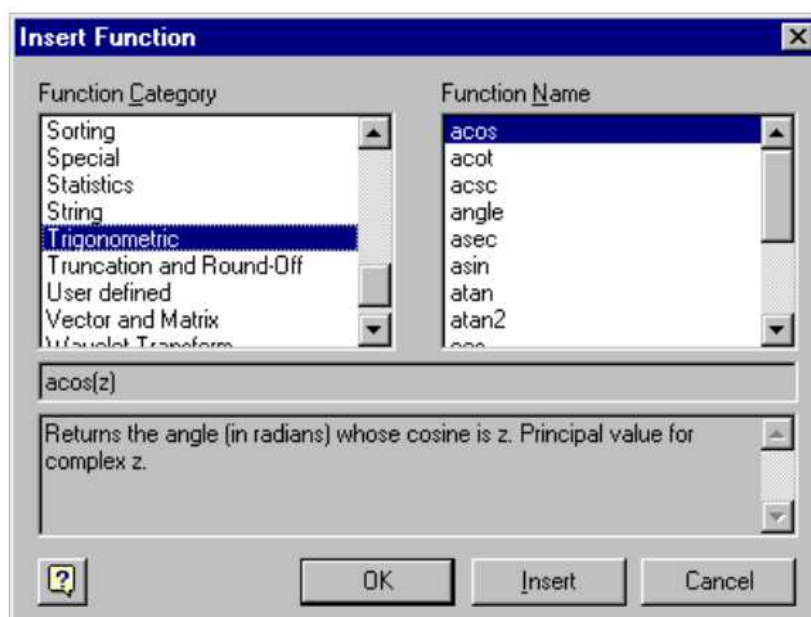 Insert Function
Function Category
Function Name
Sorting
Special
Statistics
String
Trigonometric
Truncation and Round-Off
User defined
Vector and Matrix
Wavelet Transform
acos
acot
acsc
angle
asec
asin
atan
atan2
acos(z)
Returns the angle (in radians) whose cosine is z. Principal value for
complex z.
OK
Insert
Cancel